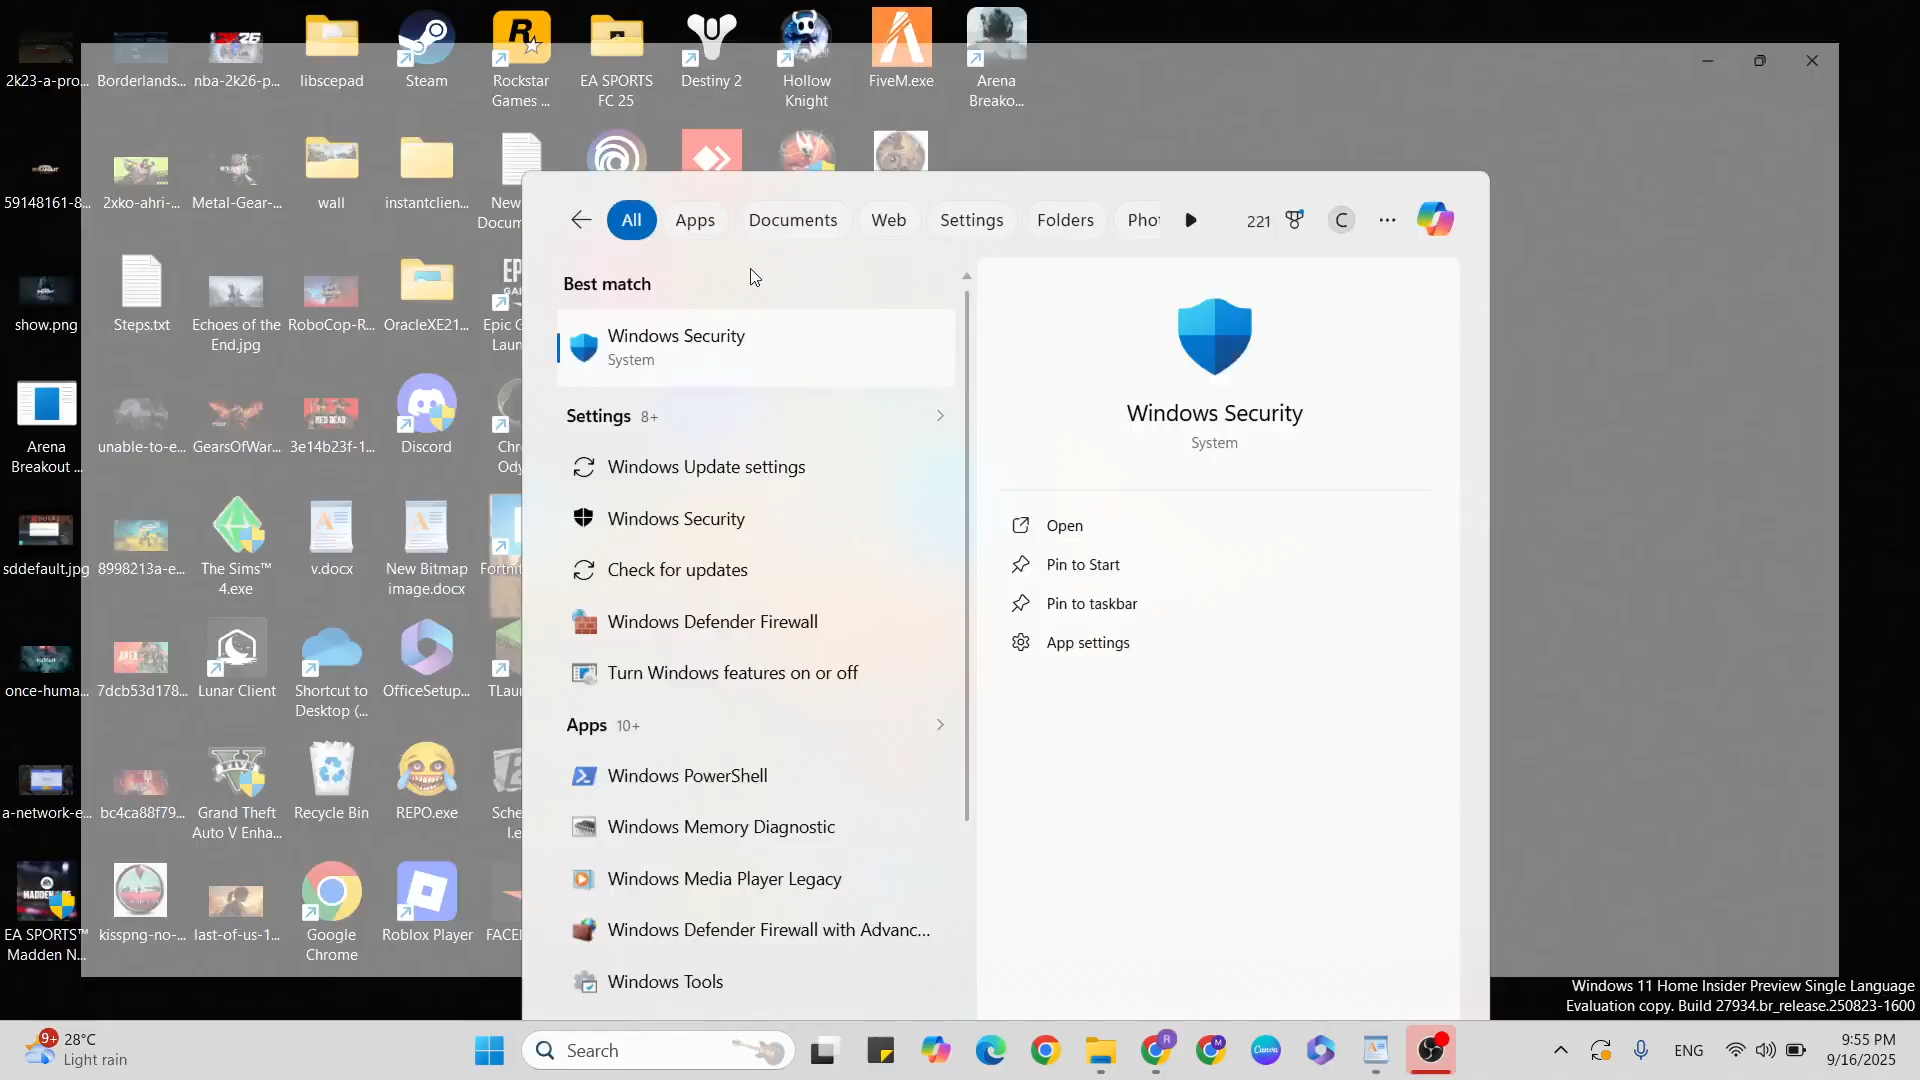 2k23-a-pro...
Borderlands...
nba-2k26-p...
libscepad
Steam
Rockstar
Games ...
EA SPORTS
FC 25
Destiny 2
Hollow
Knight
FiveM.exe
Arena
Breako...
59148161-8...
2xko-ahri-...
Metal-Gear-...
wall
instantclien...
New
Docum
show.png
Steps.txt
Echoes of the
End.jpg
RoboCop-R...
OracleXE21...
Epic G
Laun
Arena
Breakout ...
unable-to-e...
GearsOfWar...
3e14b23f-1...
Discord
Chr
Ody
sddefault.jpg
8998213a-e...
The Sims™
4.exe
v.docx
New Bitmap
image.docx
Fortnit
once-huma...
7dcb53d178...
Lunar Client
Shortcut to
Desktop (...
OfficeSetup...
TLau
a-network-e...
bc4ca88f79...
Grand Theft
Auto V Enha...
Recycle Bin
REPO.exe
Sche
I.e
EA SPORTS™
Madden N...
kisspng-no-...
last-of-us-1...
Google
Chrome
Roblox Player
FACEI
All
Apps
Documents
Web
Settings
Folders
Phot
221
C
Best match
Windows Security
System
Settings 8+
Windows Update settings
Windows Security
Check for updates
Windows Defender Firewall
Turn Windows features on or off
Apps 10+
Windows PowerShell
Windows Memory Diagnostic
Windows Media Player Legacy
Windows Defender Firewall with Advanc...
Windows Tools
Windows Security
System
Open
Pin to Start
Pin to taskbar
App settings
Windows 11 Home Insider Preview Single Language
Evaluation copy. Build 27934.br_release.250823-1600
9+
28°C
Light rain
Search
ENG
9:55 PM
9/16/2025